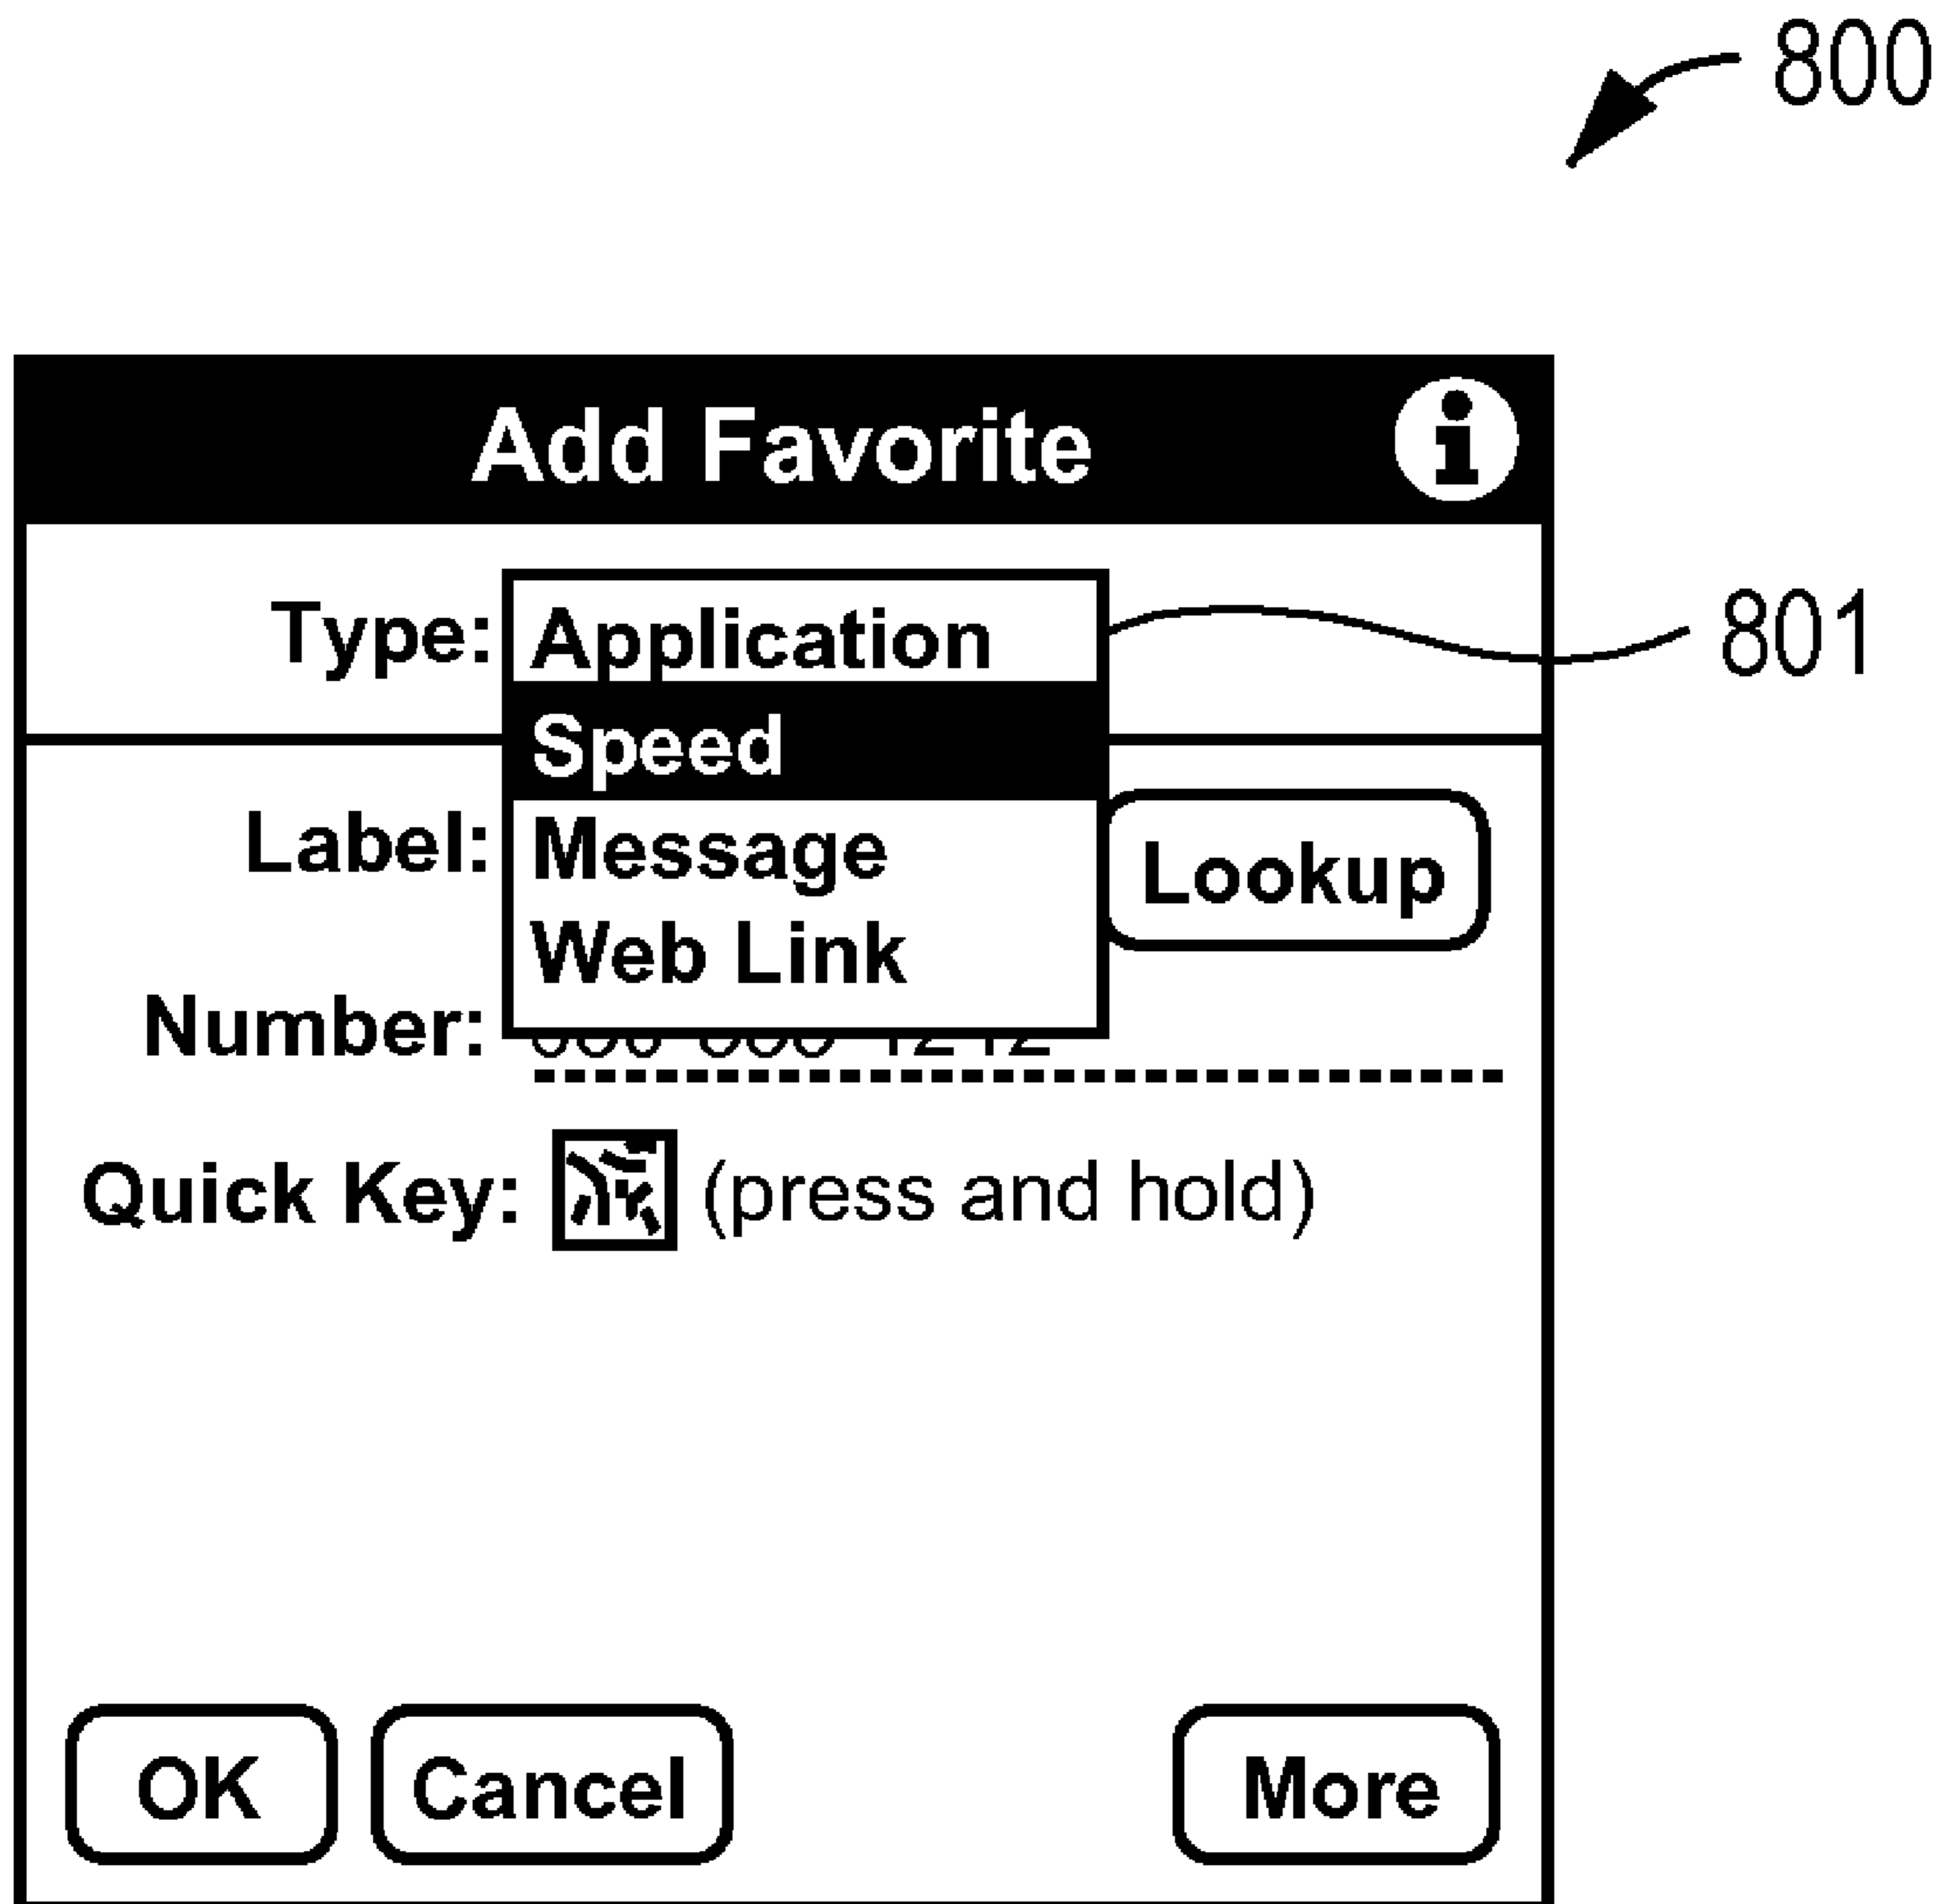 800
Add Favorite i
Type: Application 801
Speed
Label: Message Lookup
Web Link
Number:
Quick Key: (press and hold)
OK Cancel More